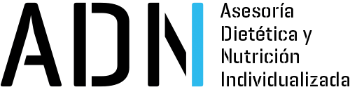 ADN
Asesoría
Dietética y
Nutrición
Individualizada